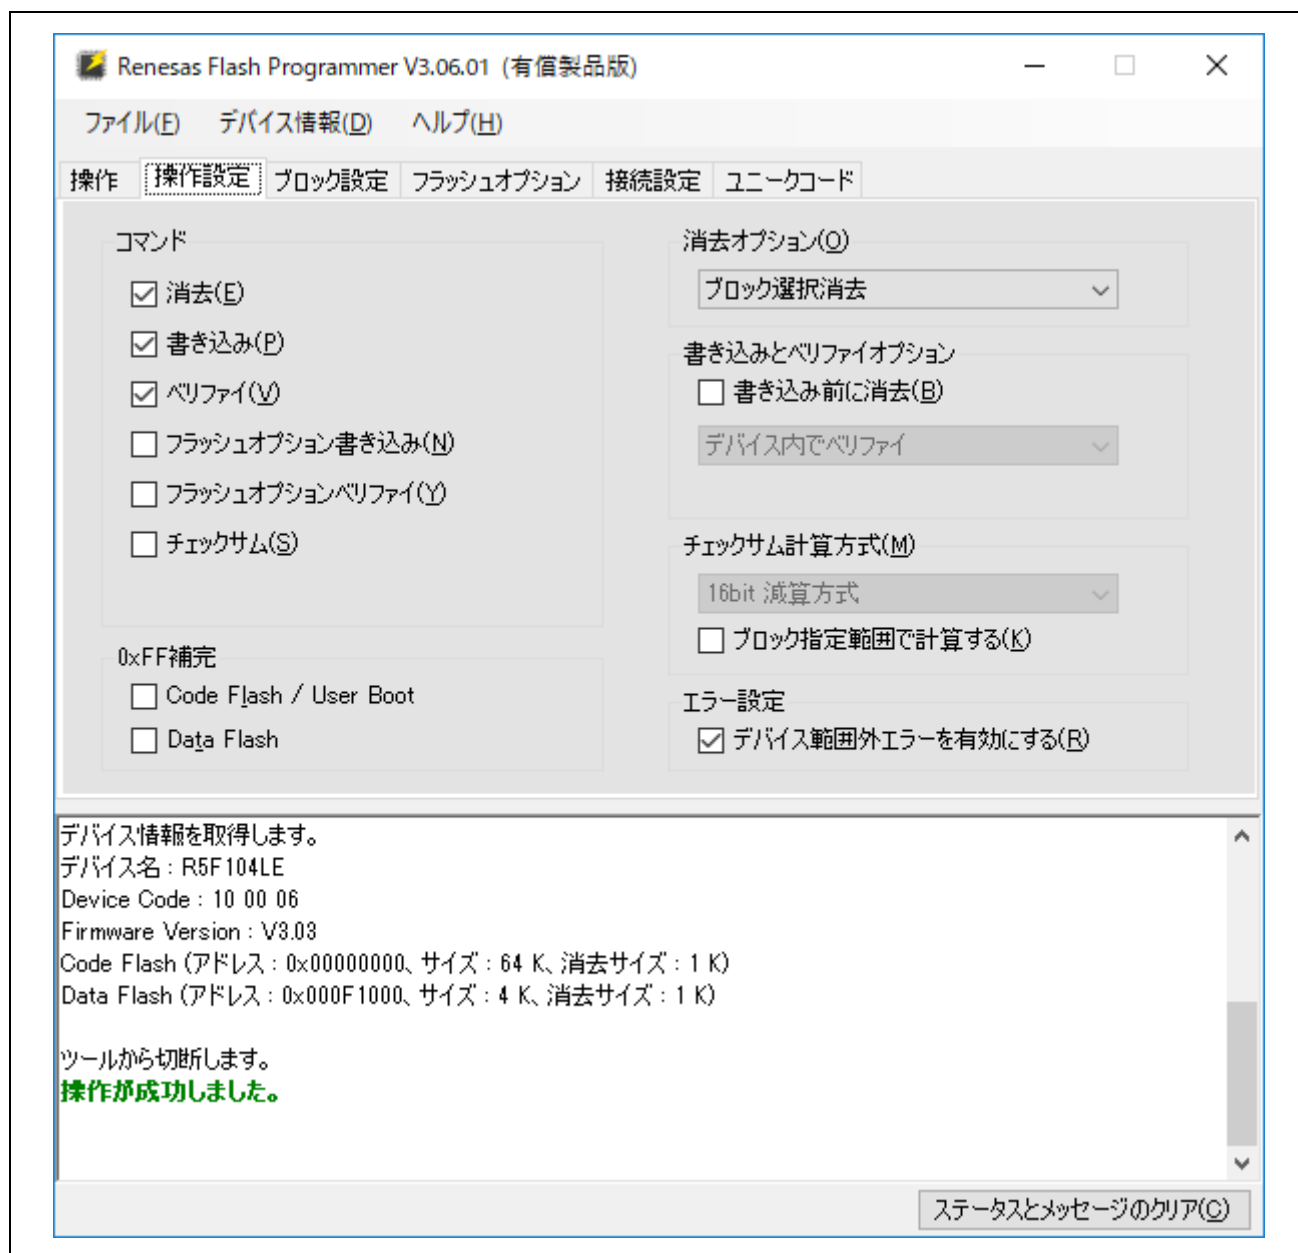 Renesas Flash Programmer V3.06.01 (有償製品版)
ファイル(F) デバイス情報(D) ヘルプ(H)
操作 操作設定 ブロック設定 フラッシュオプション 接続設定 ユニークコード
コマンド
消去(E)
書き込み(P)
ベリファイ(V)
フラッシュオプション書き込み(N)
フラッシュオプションベリファイ(Y)
チェックサム(S)
0xFF補完
Code Flash / User Boot
Data Flash
消去オプション(O)
ブロック選択消去
書き込みとベリファイオプション
書き込み前に消去(B)
デバイス内でベリファイ
チェックサム計算方式(M)
16bit 減算方式
ブロック指定範囲で計算する(K)
エラー設定
デバイス範囲外エラーを有効にする(R)
デバイス情報を取得します。
デバイス名 : R5F104LE
Device Code : 10 00 06
Firmware Version : V3.03
Code Flash (アドレス : 0x00000000、サイズ : 64 K、消去サイズ : 1 K)
Data Flash (アドレス : 0x000F1000、サイズ : 4 K、消去サイズ : 1 K)
ツールから切断します。
操作が成功しました。
ステータスとメッセージのクリア(C)